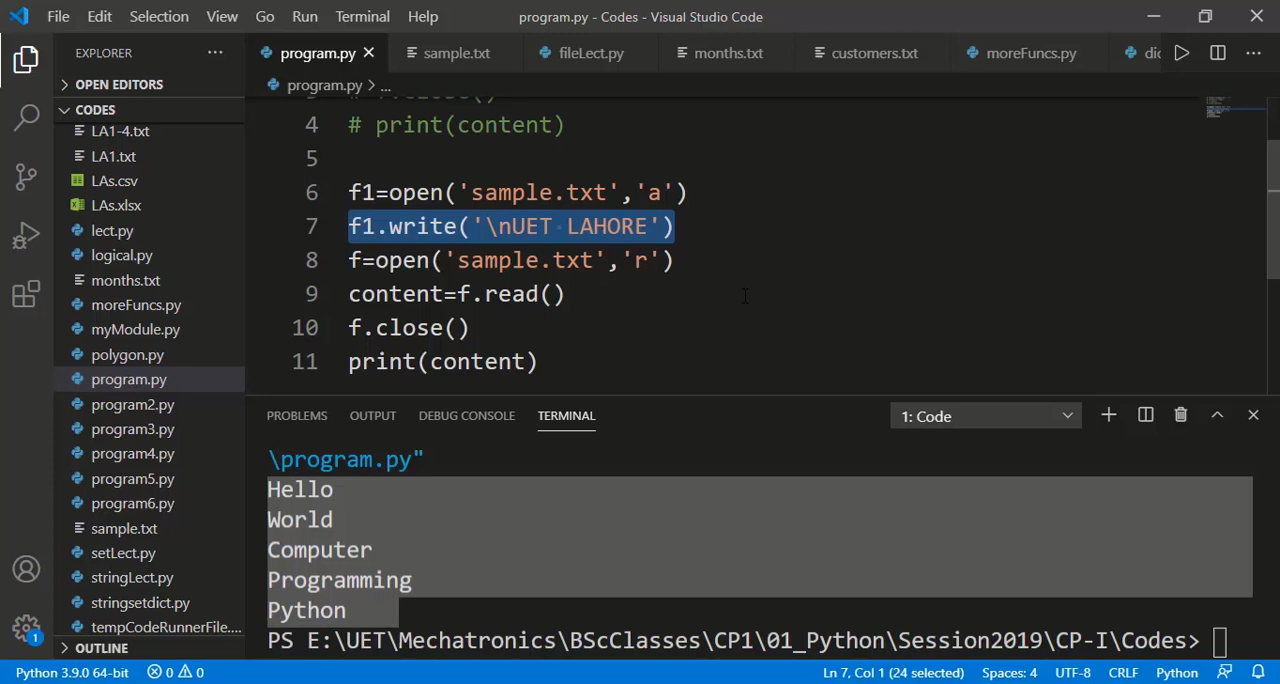 File Edit Selection View Go Run Terminal Help program.py - Codes - Visual Studio Code
EXPLORER ... program.py sample.txt fileLect.py months.txt customers.txt moreFuncs.py dic ...
OPEN EDITORS
program.py > ...
CODES
LA1-4.txt
LA1.txt
LAs.csv
LAs.xlsx
lect.py
logical.py
months.txt
moreFuncs.py
myModule.py
polygon.py
program.py
program2.py
program3.py
program4.py
program5.py
program6.py
sample.txt
setLect.py
stringLect.py
stringsetdict.py
tempCodeRunnerFile....
OUTLINE
4 # print(content)
5
6 f1=open('sample.txt','a')
7 f1.write('\nUET LAHORE')
8 f=open('sample.txt','r')
9 content=f.read()
10 f.close()
11 print(content)
PROBLEMS OUTPUT DEBUG CONSOLE TERMINAL 1: Code
\program.py"
Hello
World
Computer
Programming
Python
PS E:\UET\Mechatronics\BScClasses\CP1\01_Python\Session2019\CP-I\Codes>
1
Python 3.9.0 64-bit 0 0 Ln 7, Col 1 (24 selected) Spaces: 4 UTF-8 CRLF Python